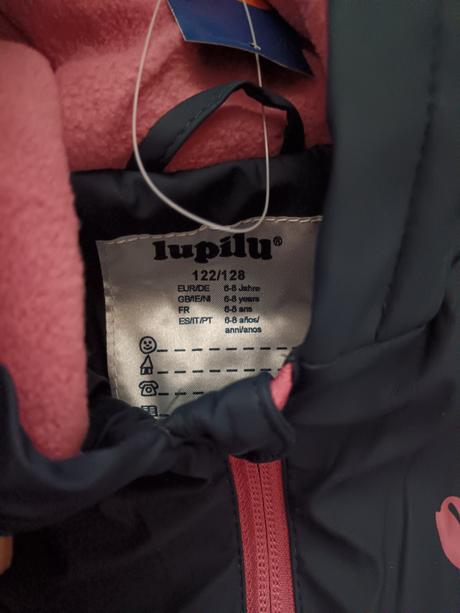 lupilu®
122/128
EUR/DE 6-8 Jahre
GB/IE/NI 6-8 years
FR 6-8 ans
ES/IT/PT 6-8 años/
anni/anos